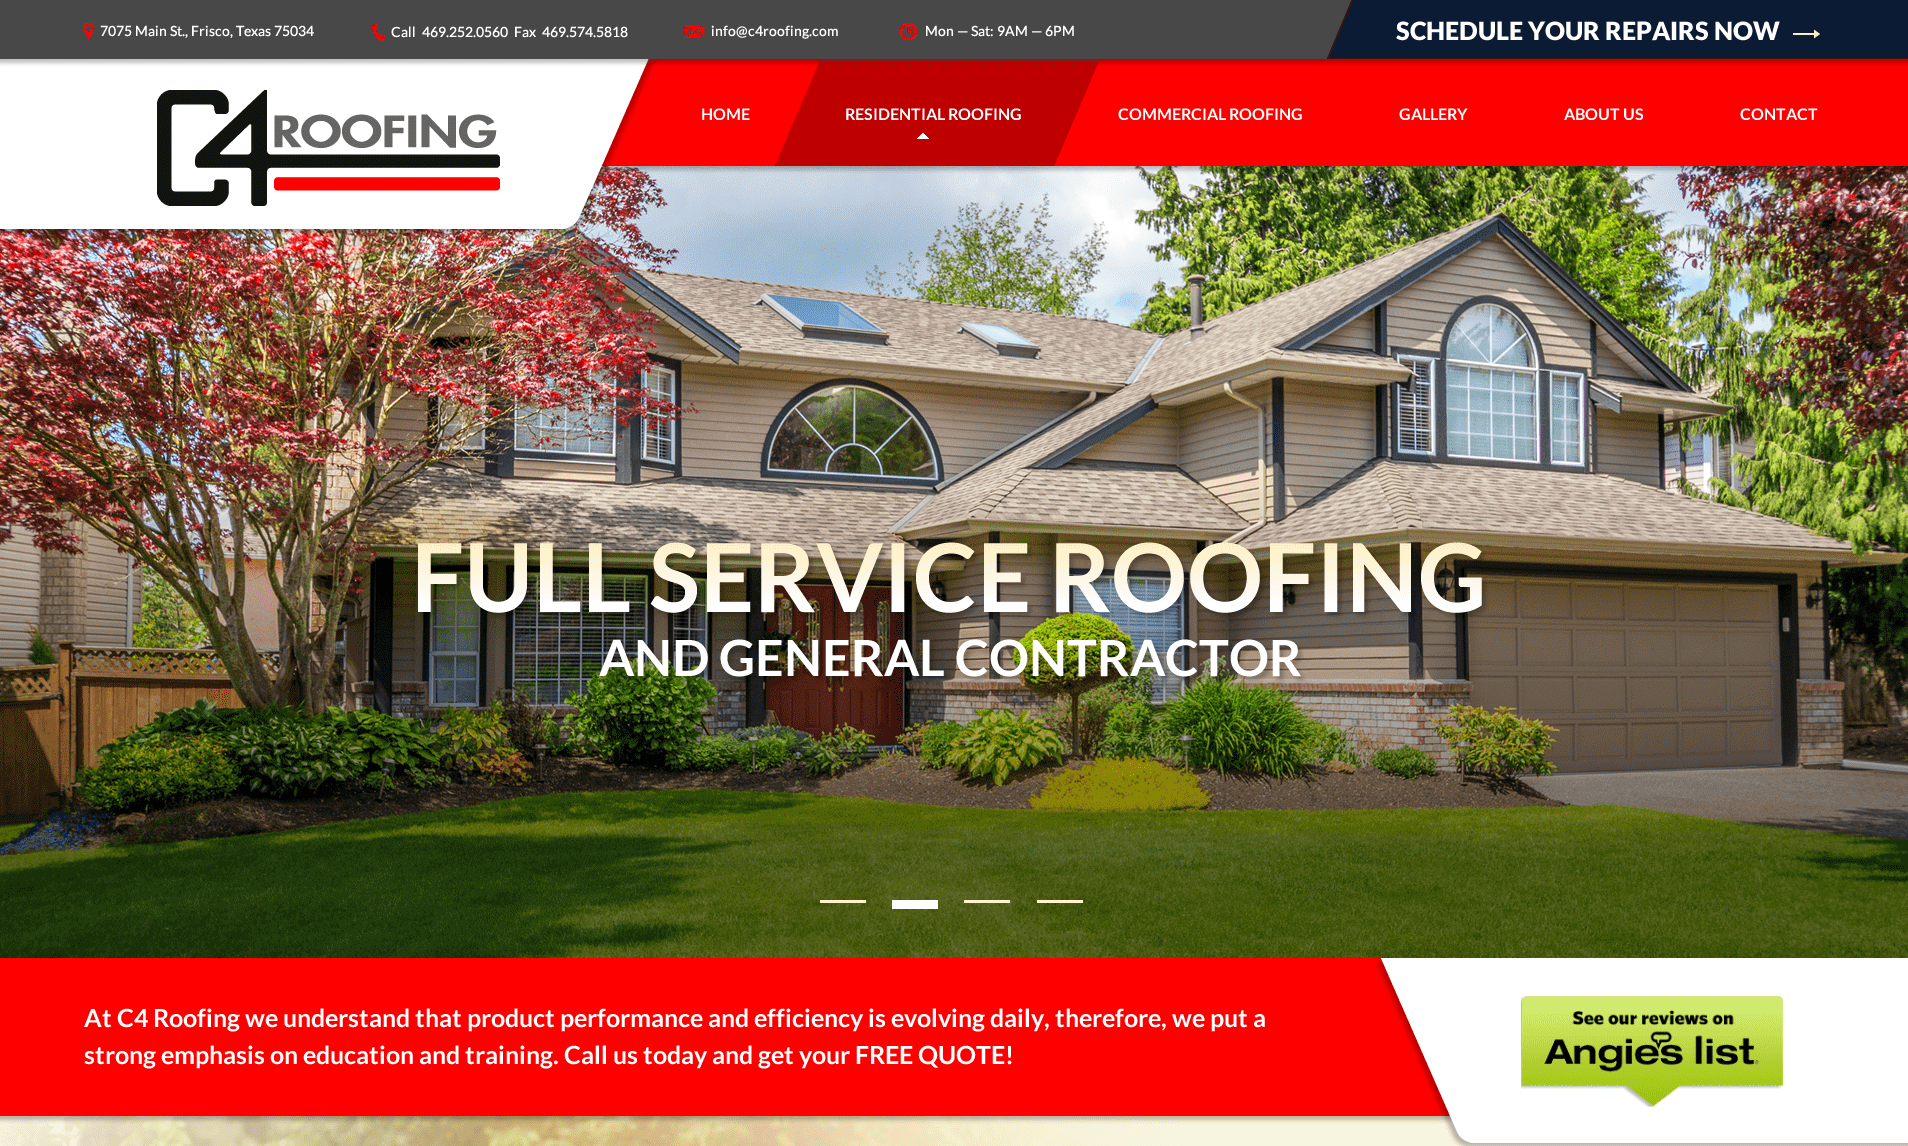 7075 Main St., Frisco, Texas 75034
Call 469.252.0560 Fax 469.574.5818
info@c4roofing.com
Mon — Sat: 9AM — 6PM
SCHEDULE YOUR REPAIRS NOW
C4 ROOFING
HOME
RESIDENTIAL ROOFING
COMMERCIAL ROOFING
GALLERY
ABOUT US
CONTACT
FULL SERVICE ROOFING
AND GENERAL CONTRACTOR
At C4 Roofing we understand that product performance and efficiency is evolving daily, therefore, we put a
strong emphasis on education and training. Call us today and get your FREE QUOTE!
See our reviews on
Angie's list